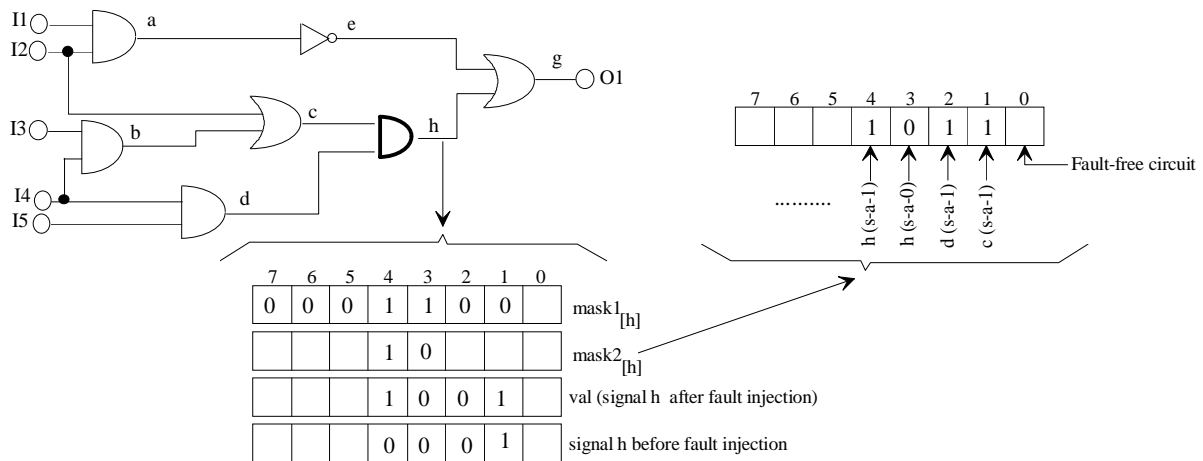 I1
I2
I3
I4
I5
a
b
c
d
e
h
g
O1
7 6 5 4 3 2 1 0
1 0 1 1
Fault-free circuit
..........
h (s-a-1)
h (s-a-0)
d (s-a-1)
c (s-a-1)
7 6 5 4 3 2 1 0
0 0 0 1 1 0 0
mask1[h]
1 0
mask2[h]
1 0 0 1
val (signal h after fault injection)
0 0 0 1
signal h before fault injection